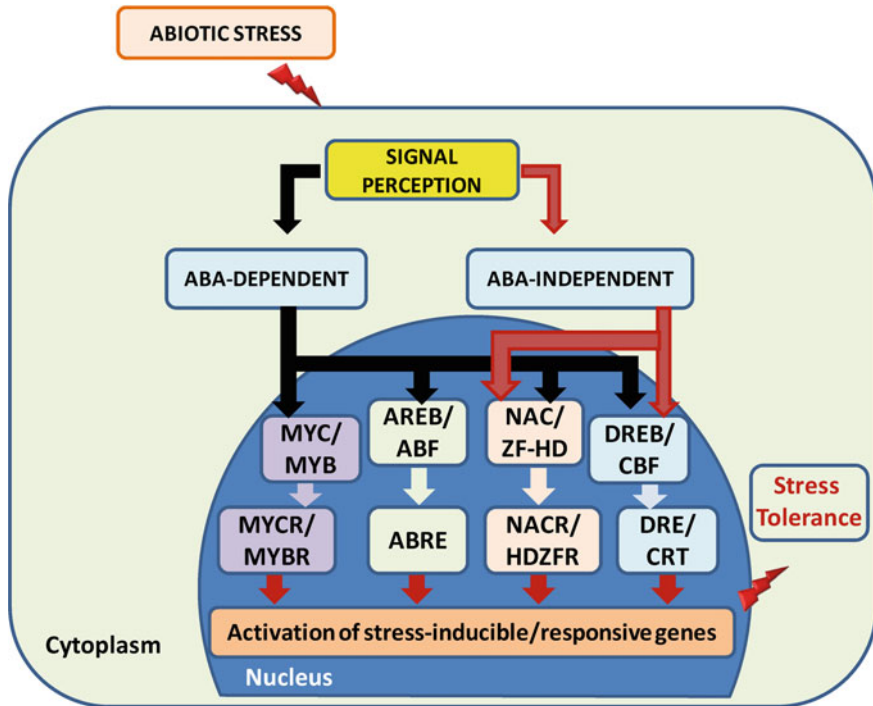 ABIOTIC STRESS
SIGNAL
PERCEPTION
ABA-DEPENDENT
ABA-INDEPENDENT
MYC/
MYB
AREB/
ABF
NAC/
ZF-HD
DREB/
CBF
MYCR/
MYBR
ABRE
NACR/
HDZFR
DRE/
CRT
Stress
Tolerance
Activation of stress-inducible/responsive genes
Cytoplasm
Nucleus